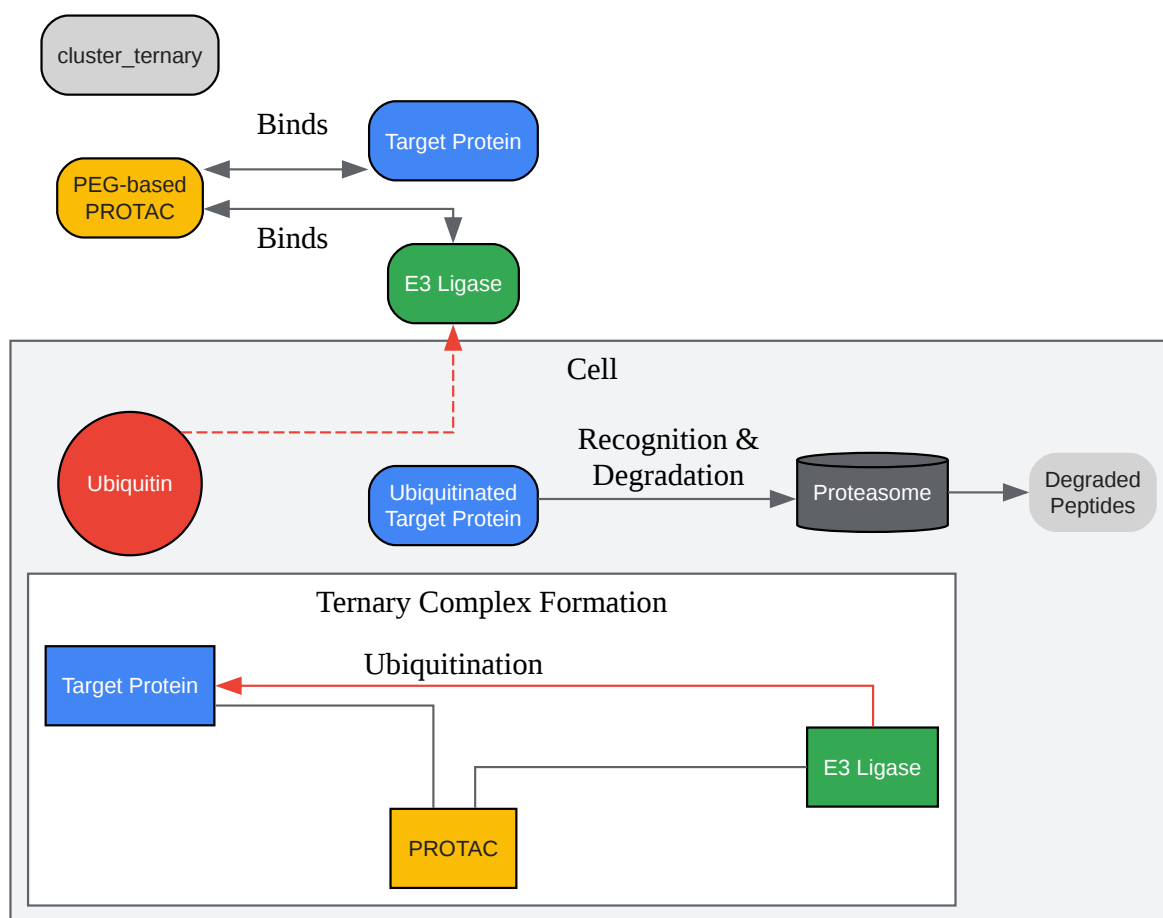 cluster_ternary
Binds
Target Protein
PEG-based
PROTAC
Binds
E3 Ligase
Cell
Ubiquitin
Ubiquitinated
Target Protein
Recognition &
Degradation
Proteasome
Degraded
Peptides
Ternary Complex Formation
Ubiquitination
Target Protein
E3 Ligase
PROTAC